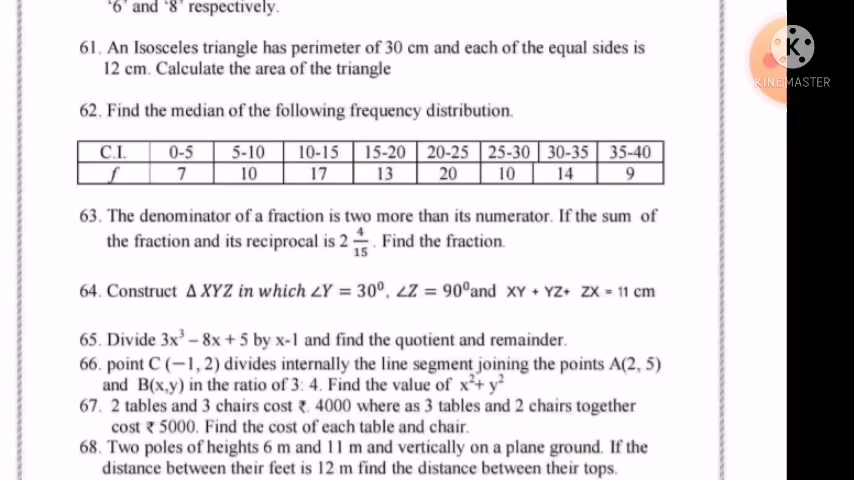 ‘6’ and ‘8’ respectively.
61. An Isosceles triangle has perimeter of 30 cm and each of the equal sides is
12 cm. Calculate the area of the triangle
62. Find the median of the following frequency distribution.
C.I. 0-5 5-10 10-15 15-20 20-25 25-30 30-35 35-40
f 7 10 17 13 20 10 14 9
63. The denominator of a fraction is two more than its numerator. If the sum of
the fraction and its reciprocal is 2 4/15 . Find the fraction.
64. Construct Δ XYZ in which ∠Y = 30⁰, ∠Z = 90⁰and XY + YZ+ ZX = 11 cm
65. Divide 3x³ – 8x + 5 by x-1 and find the quotient and remainder.
66. point C (−1, 2) divides internally the line segment joining the points A(2, 5)
and B(x,y) in the ratio of 3: 4. Find the value of x²+ y²
67. 2 tables and 3 chairs cost ₹. 4000 where as 3 tables and 2 chairs together
cost ₹ 5000. Find the cost of each table and chair.
68. Two poles of heights 6 m and 11 m and vertically on a plane ground. If the
distance between their feet is 12 m find the distance between their tops.
K
KINEMASTER